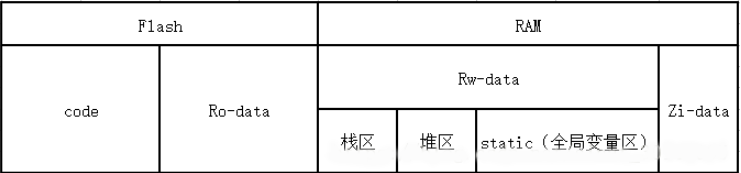 Flash
RAM
code
Ro-data
Rw-data
Zi-data
栈区
堆区
static（全局变量区）